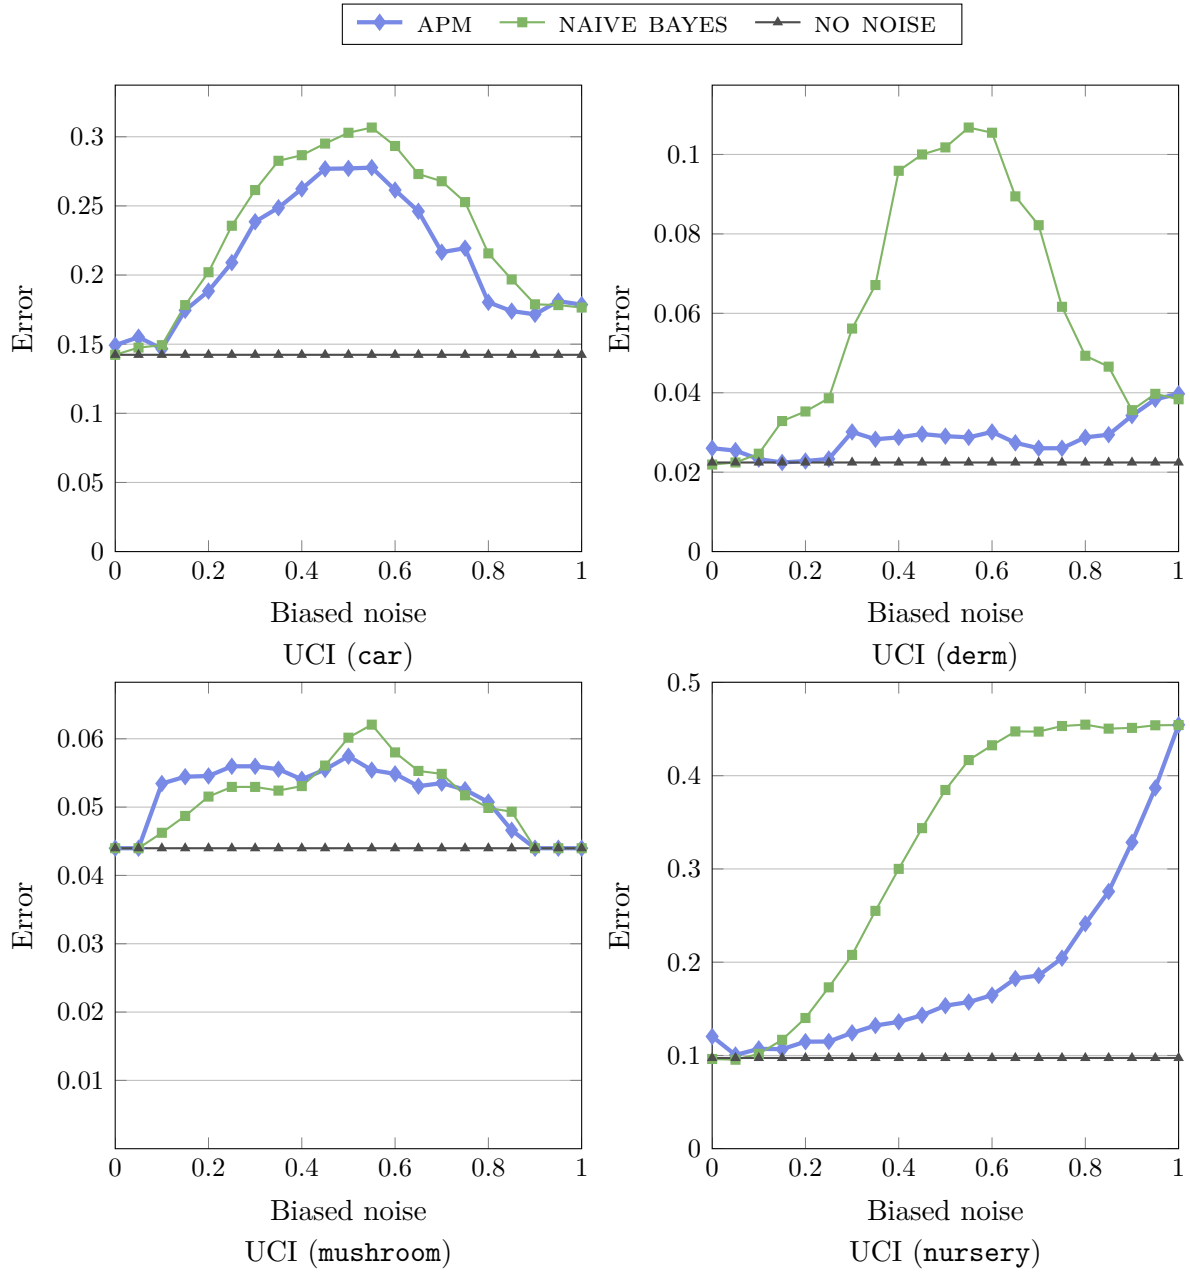 APM NAIVE BAYES NO NOISE
0.3
0.25
0.2
0.15
0.1
0.05
0
Error
0 0.2 0.4 0.6 0.8 1
Biased noise
UCI (car)
0.1
0.08
0.06
0.04
0.02
0
Error
0 0.2 0.4 0.6 0.8 1
Biased noise
UCI (derm)
0.06
0.05
0.04
0.03
0.02
0.01
Error
0 0.2 0.4 0.6 0.8 1
Biased noise
UCI (mushroom)
0.5
0.4
0.3
0.2
0.1
0
Error
0 0.2 0.4 0.6 0.8 1
Biased noise
UCI (nursery)